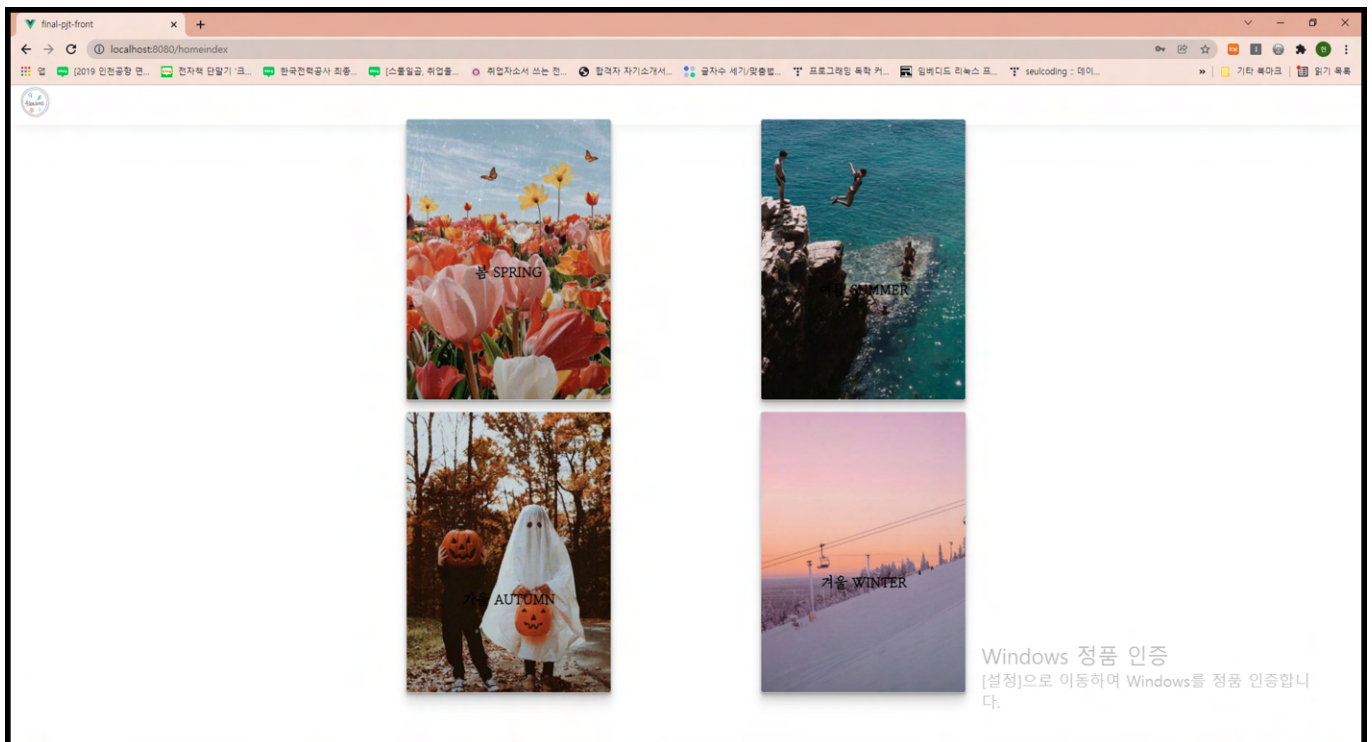 final-pjt-front
localhost:8080/homeindex
앱
[2019 인천공항 면...
전자책 단말기 '크...
한국전력공사 최종...
[스물일곱, 취업졸...
취업자소서 쓰는 전...
합격자 자기소개서...
글자수 세기/맞춤법...
프로그래밍 독학 커...
임베디드 리눅스 프...
seulcoding :: 데이...
»
기타 북마크
읽기 목록
봄 SPRING
여름 SUMMER
가을 AUTUMN
겨울 WINTER
Windows 정품 인증
[설정]으로 이동하여 Windows를 정품 인증합니
다.